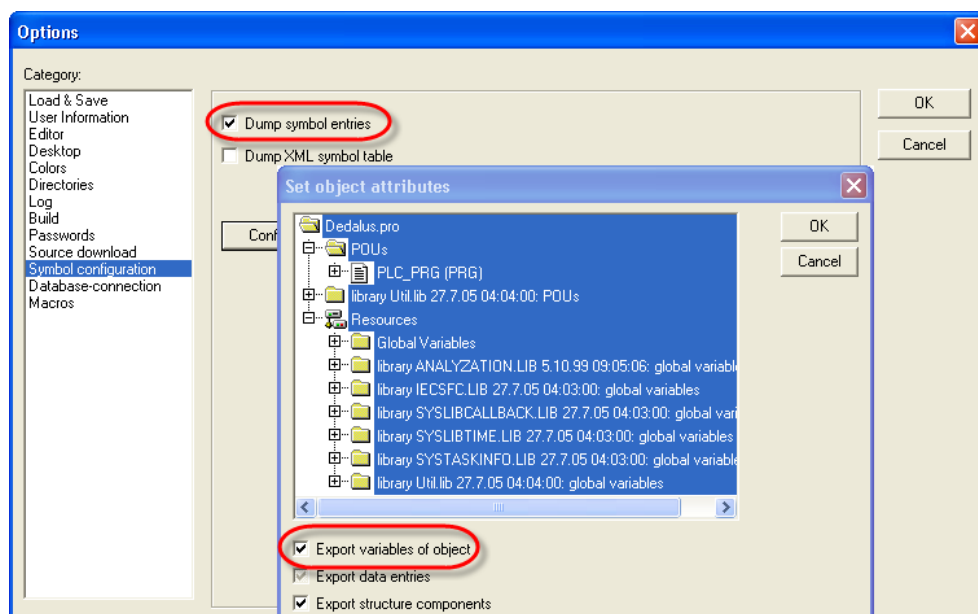 Options
Category:
Load & Save
User Information
Editor
Desktop
Colors
Directories
Log
Build
Passwords
Source download
Symbol configuration
Database-connection
Macros
Dump symbol entries
Dump XML symbol table
Conf
OK
Cancel
Set object attributes
Dedalus.pro
POUs
PLC_PRG (PRG)
library Util.lib 27.7.05 04:04:00: POUs
Resources
Global Variables
library ANALYZATION.LIB 5.10.99 09:05:06: global variabl
library IECSFC.LIB 27.7.05 04:03:00: global variables
library SYSLIBCALLBACK.LIB 27.7.05 04:03:00: global vari
library SYSLIBTIME.LIB 27.7.05 04:03:00: global variables
library SYSTASKINFO.LIB 27.7.05 04:03:00: global variable
library Util.lib 27.7.05 04:04:00: global variables
OK
Cancel
Export variables of object
Export data entries
Export structure components